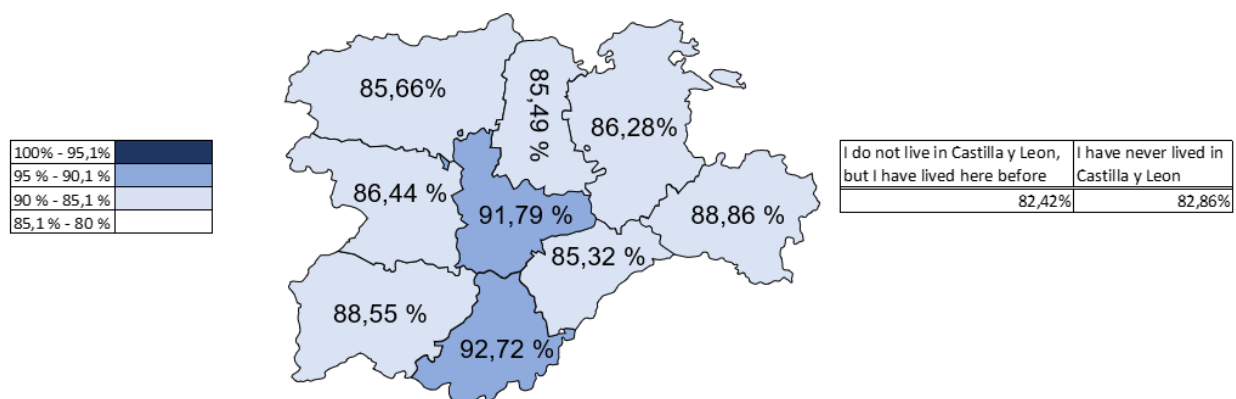 100% - 95,1%
95 % - 90,1 %
90 % - 85,1 %
85,1 % - 80 %
85,66%
85,49 %
86,28%
86,44 %
91,79 %
88,86 %
85,32 %
88,55 %
92,72 %
I do not live in Castilla y Leon,
but I have lived here before
82,42%
I have never lived in
Castilla y Leon
82,86%